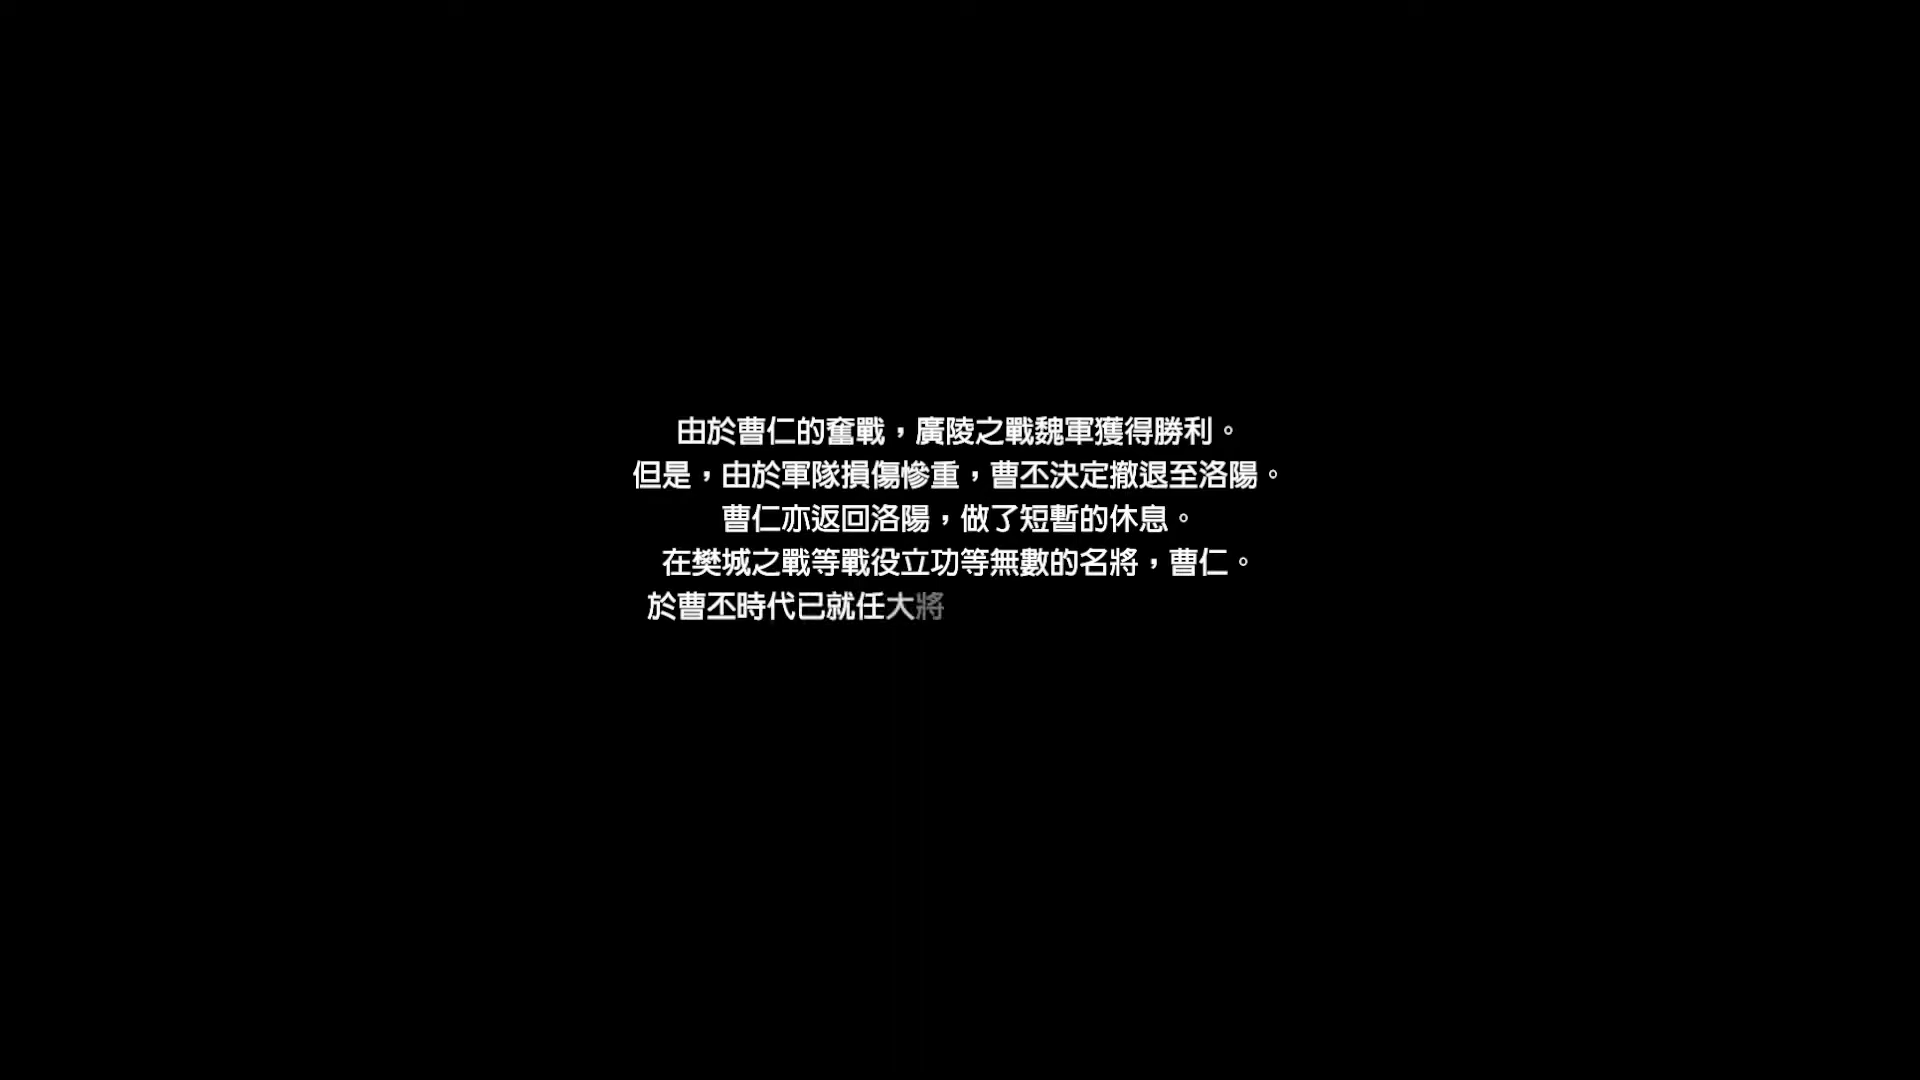 由於曹仁的奮戰，廣陵之戰魏軍獲得勝利。
但是，由於軍隊損傷慘重，曹丕決定撤退至洛陽。
曹仁亦返回洛陽，做了短暫的休息。
在樊城之戰等戰役立功等無數的名將，曹仁。
於曹丕時代已就任大將